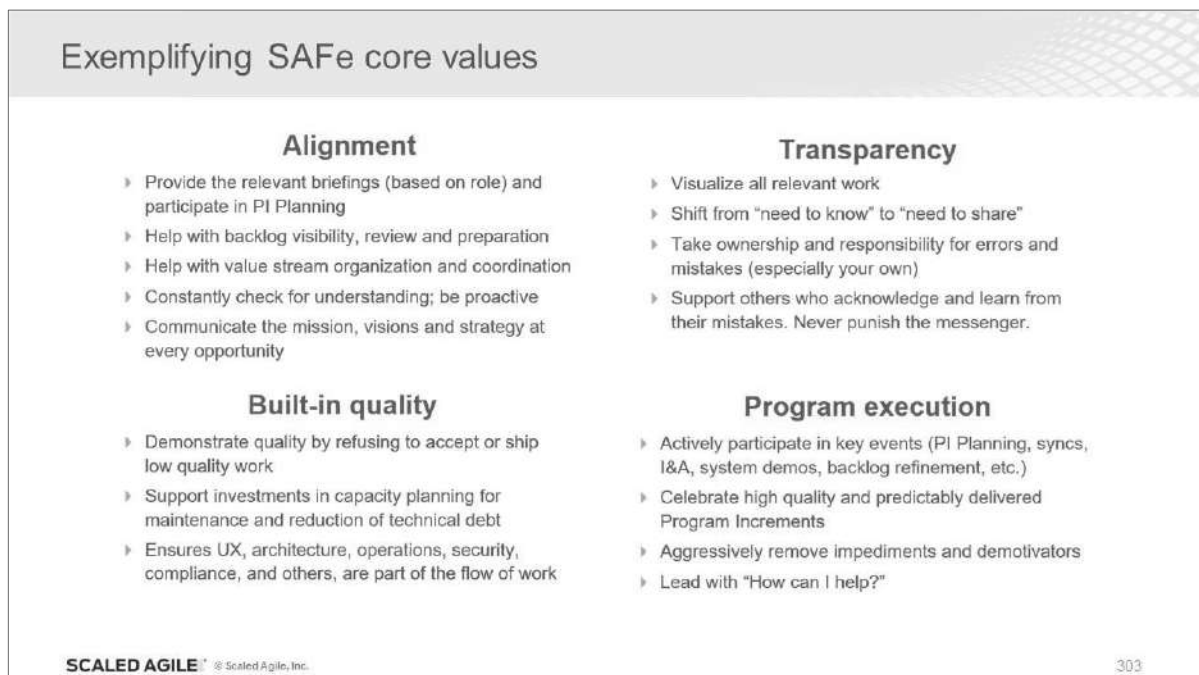 Exemplifying SAFe core values
Alignment
Provide the relevant briefings (based on role) and
participate in PI Planning
Help with backlog visibility, review and preparation
Help with value stream organization and coordination
Constantly check for understanding; be proactive
Communicate the mission, visions and strategy at
every opportunity
Transparency
Visualize all relevant work
Shift from “need to know” to “need to share”
Take ownership and responsibility for errors and
mistakes (especially your own)
Support others who acknowledge and learn from
their mistakes. Never punish the messenger.
Built-in quality
Demonstrate quality by refusing to accept or ship
low quality work
Support investments in capacity planning for
maintenance and reduction of technical debt
Ensures UX, architecture, operations, security,
compliance, and others, are part of the flow of work
Program execution
Actively participate in key events (PI Planning, syncs,
I&A, system demos, backlog refinement, etc.)
Celebrate high quality and predictably delivered
Program Increments
Aggressively remove impediments and demotivators
Lead with “How can I help?”
SCALED AGILE © Scaled Agile, Inc.
303